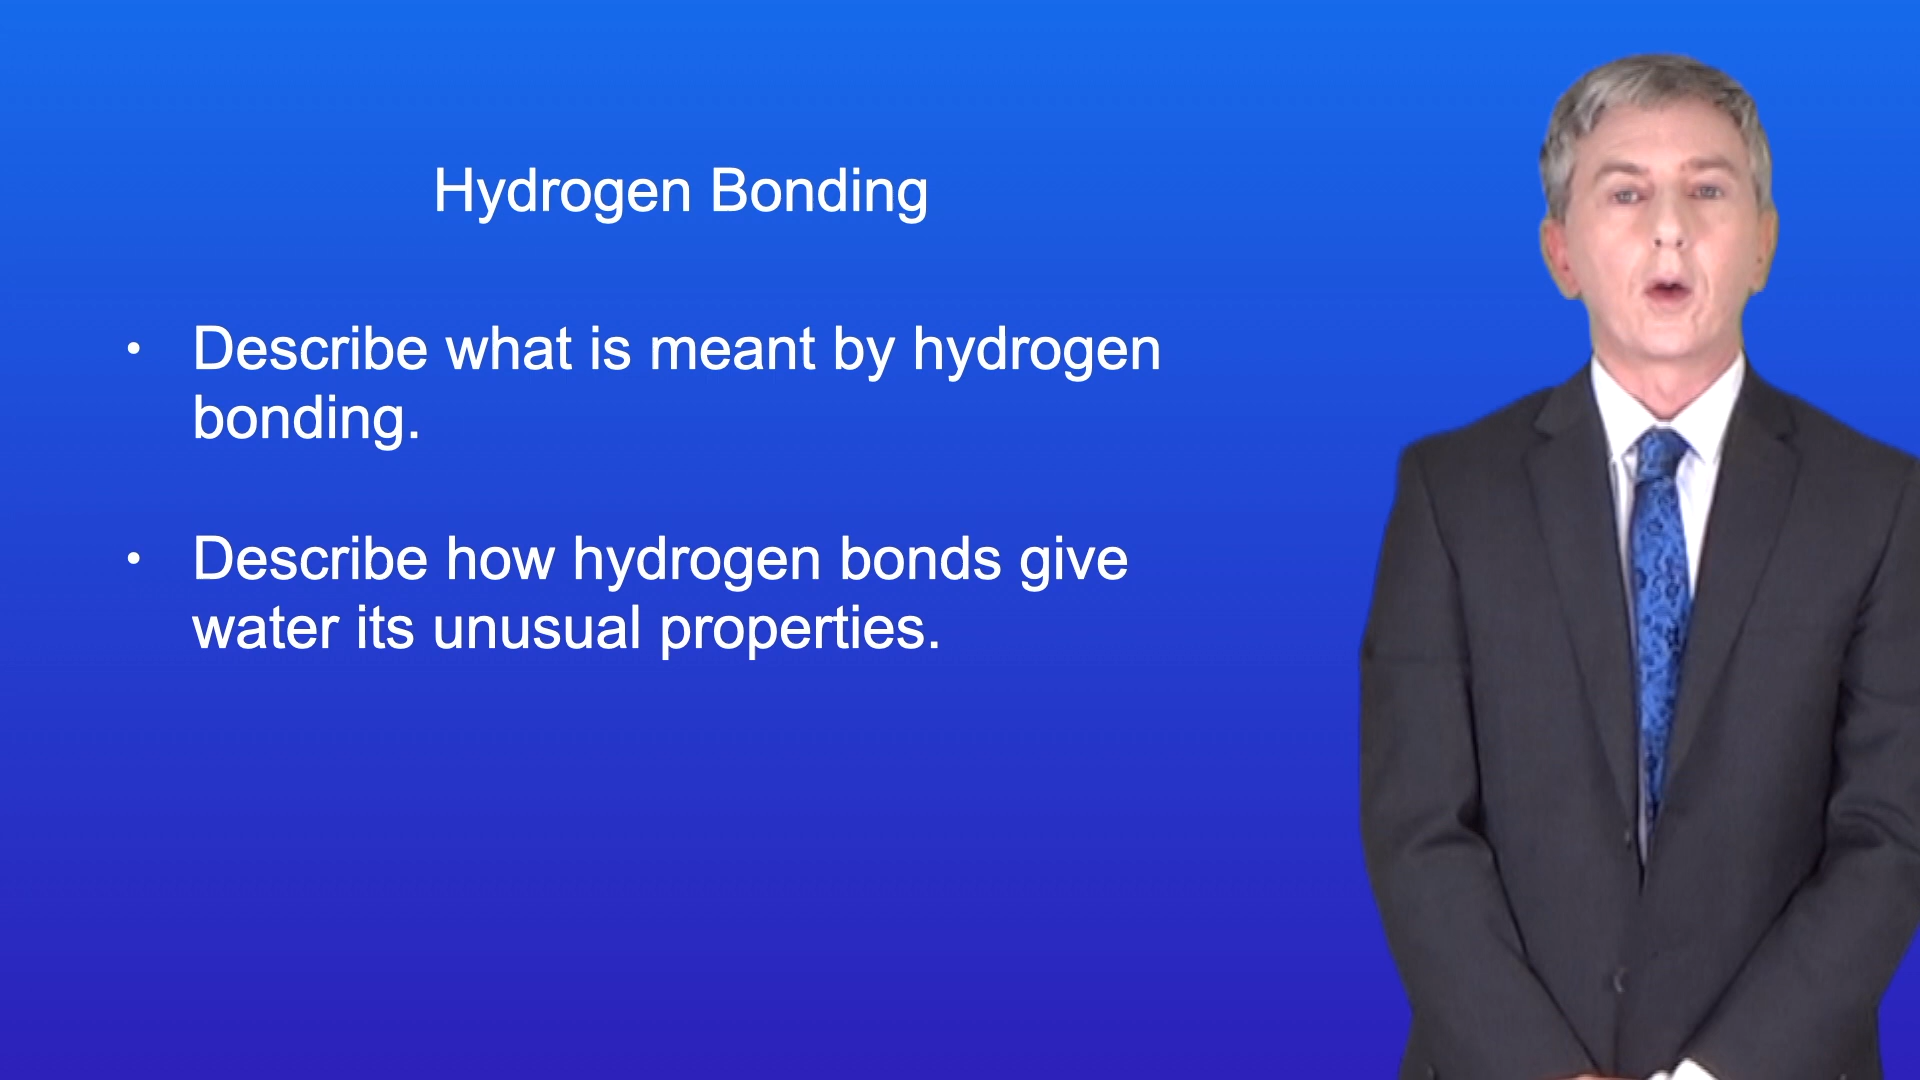 Hydrogen Bonding
• Describe what is meant by hydrogen
bonding.
• Describe how hydrogen bonds give
water its unusual properties.